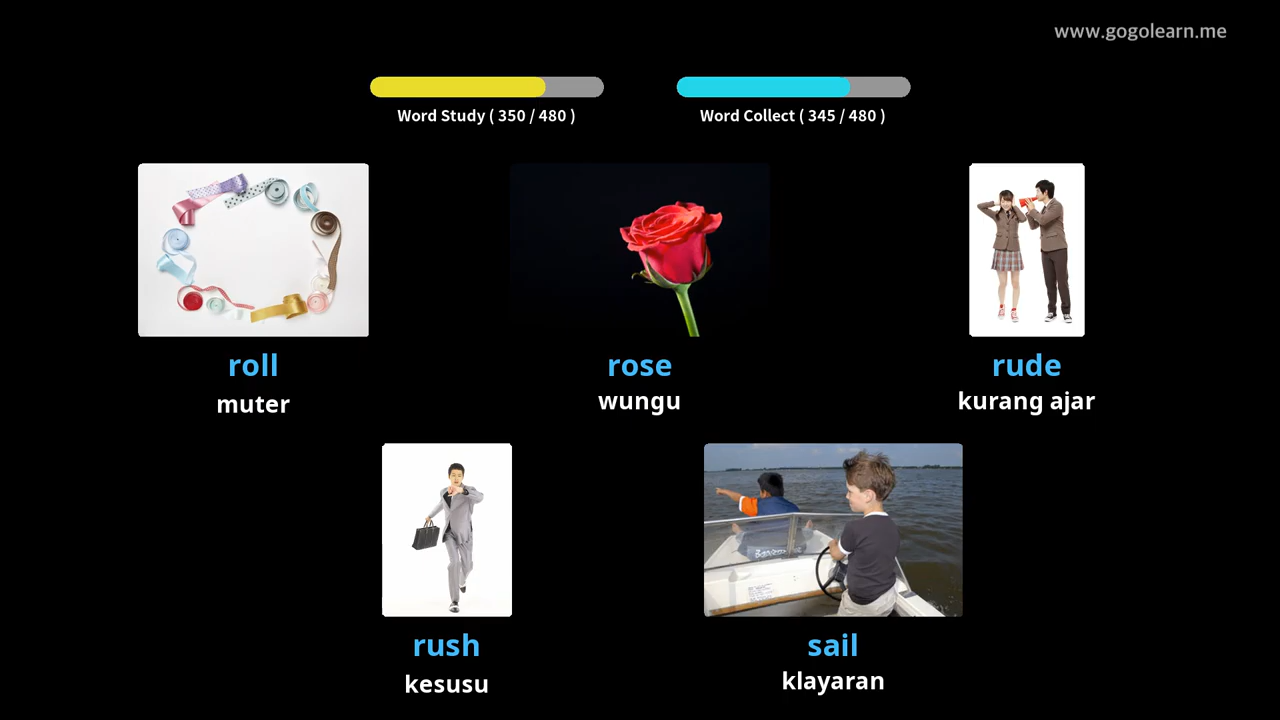 www.gogolearn.me
Word Study ( 350 / 480 )
Word Collect ( 345 / 480 )
roll
muter
rose
wungu
rude
kurang ajar
rush
kesusu
sail
klayaran